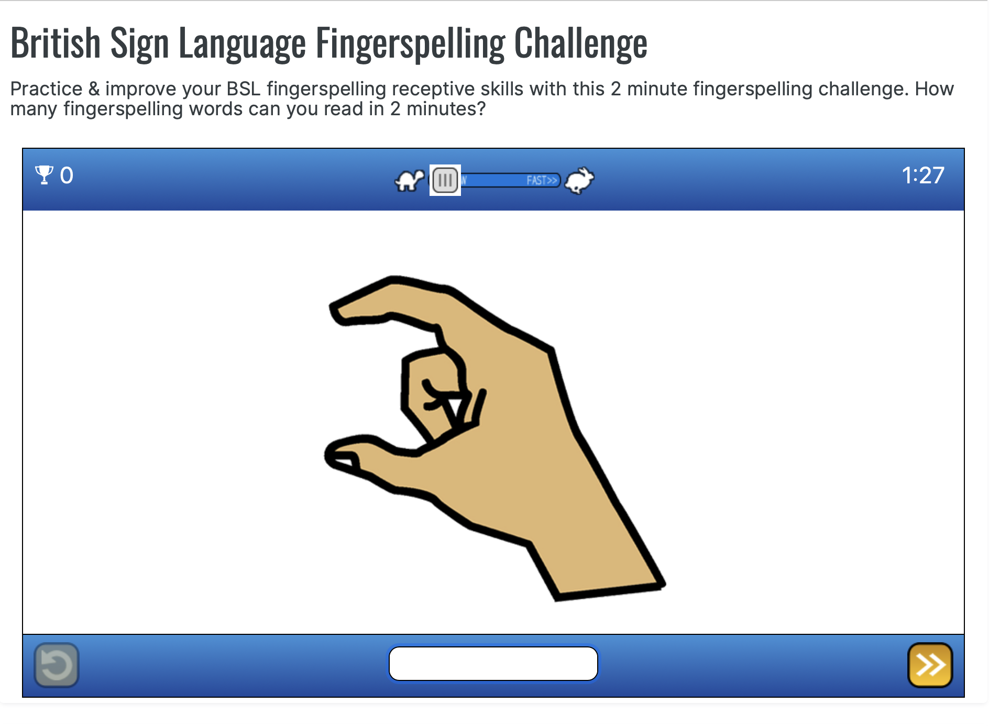 British Sign Language Fingerspelling Challenge
Practice & improve your BSL fingerspelling receptive skills with this 2 minute fingerspelling challenge. How
many fingerspelling words can you read in 2 minutes?
0
FAST>>
1:27